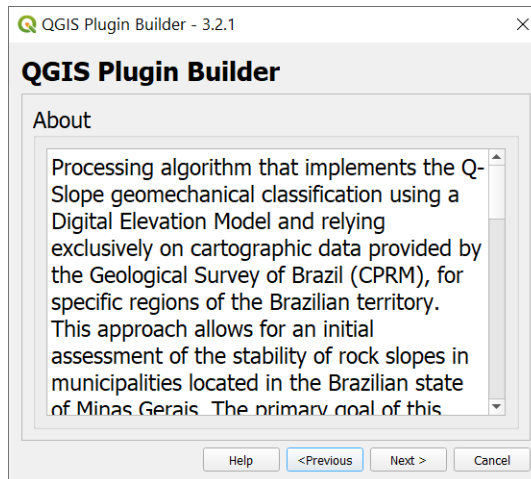 QGIS Plugin Builder - 3.2.1
QGIS Plugin Builder
About
Processing algorithm that implements the Q-
Slope geomechanical classification using a
Digital Elevation Model and relying
exclusively on cartographic data provided by
the Geological Survey of Brazil (CPRM), for
specific regions of the Brazilian territory.
This approach allows for an initial
assessment of the stability of rock slopes in
municipalities located in the Brazilian state
of Minas Gerais. The primary goal of this
Help
<Previous
Next >
Cancel